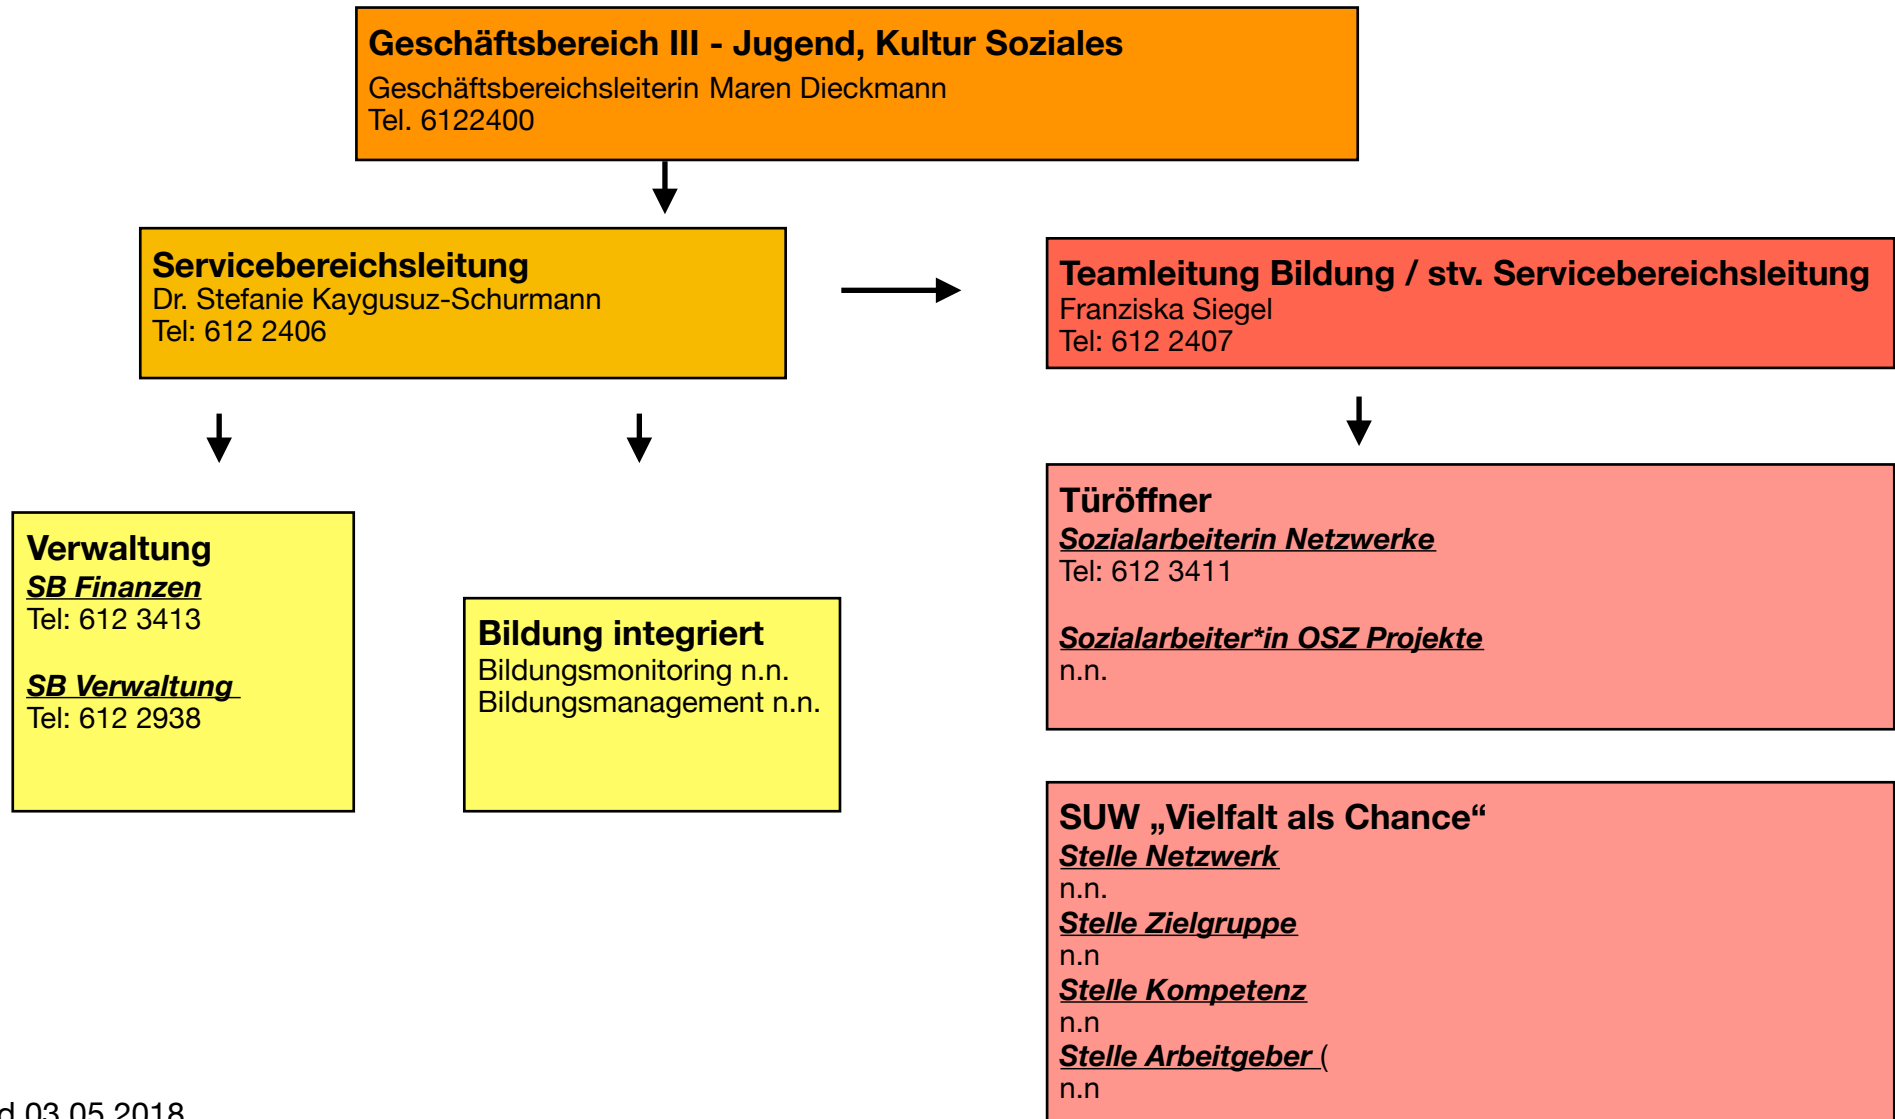 Geschäftsbereich III - Jugend, Kultur Soziales
Geschäftsbereichsleiterin Maren Dieckmann
Tel. 6122400
Servicebereichsleitung
Dr. Stefanie Kaygusuz-Schurmann
Tel: 612 2406
Teamleitung Bildung / stv. Servicebereichsleitung
Franziska Siegel
Tel: 612 2407
Verwaltung
SB Finanzen
Tel: 612 3413
SB Verwaltung
Tel: 612 2938
Bildung integriert
Bildungsmonitoring n.n.
Bildungsmanagement n.n.
Türöffner
Sozialarbeiterin Netzwerke
Tel: 612 3411
Sozialarbeiter*in OSZ Projekte
n.n.
SUW „Vielfalt als Chance“
Stelle Netzwerk
n.n.
Stelle Zielgruppe
n.n
Stelle Kompetenz
n.n
Stelle Arbeitgeber (
n.n
03.05.2018